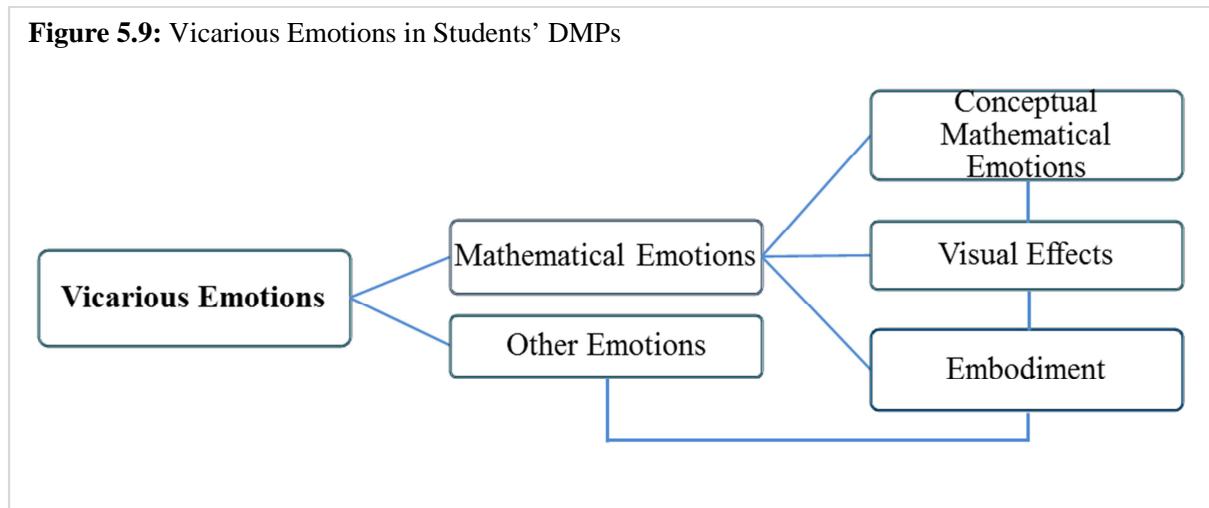 Figure 5.9: Vicarious Emotions in Students’ DMPs
Conceptual
Mathematical
Emotions
Mathematical Emotions
Visual Effects
Vicarious Emotions
Other Emotions
Embodiment